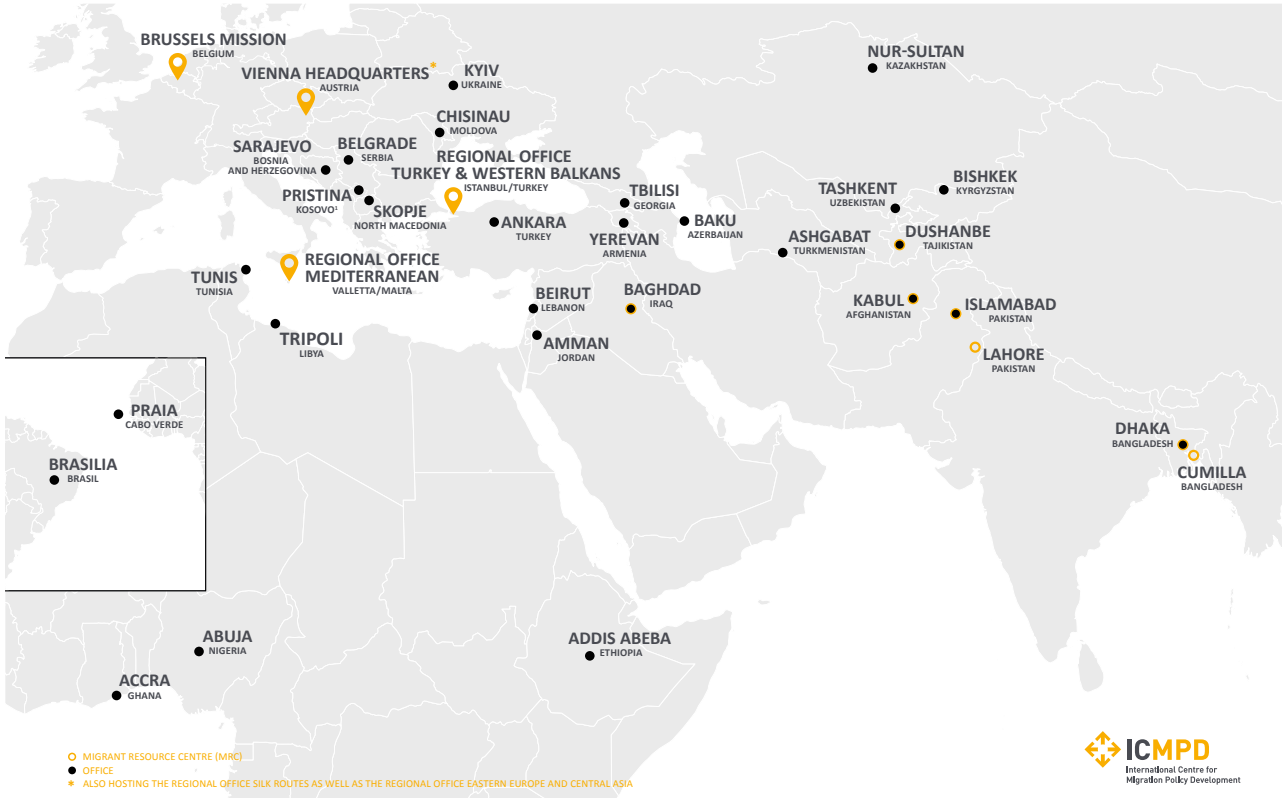 BRUSSELS MISSION
BELGIUM
VIENNA HEADQUARTERS*
AUSTRIA
KYIV
UKRAINE
NUR-SULTAN
KAZAKHSTAN
CHISINAU
MOLDOVA
SARAJEVO
BOSNIA
AND HERZEGOVINA
BELGRADE
SERBIA
REGIONAL OFFICE
TURKEY & WESTERN BALKANS
ISTANBUL/TURKEY
PRISTINA
KOSOVO¹
SKOPJE
NORTH MACEDONIA
ANKARA
TURKEY
TBILISI
GEORGIA
YEREVAN
ARMENIA
BAKU
AZERBAIJAN
TASHKENT
UZBEKISTAN
BISHKEK
KYRGYZSTAN
ASHGABAT
TURKMENISTAN
DUSHANBE
TAJIKISTAN
TUNIS
TUNISIA
REGIONAL OFFICE
MEDITERRANEAN
VALLETTA/MALTA
TRIPOLI
LIBYA
BEIRUT
LEBANON
AMMAN
JORDAN
BAGHDAD
IRAQ
KABUL
AFGHANISTAN
ISLAMABAD
PAKISTAN
LAHORE
PAKISTAN
PRAIA
CABO VERDE
BRASILIA
BRASIL
DHAKA
BANGLADESH
CUMILLA
BANGLADESH
ABUJA
NIGERIA
ACCRA
GHANA
ADDIS ABEBA
ETHIOPIA
MIGRANT RESOURCE CENTRE (MRC)
OFFICE
* ALSO HOSTING THE REGIONAL OFFICE SILK ROUTES AS WELL AS THE REGIONAL OFFICE EASTERN EUROPE AND CENTRAL ASIA
ICMPD
International Centre for
Migration Policy Development